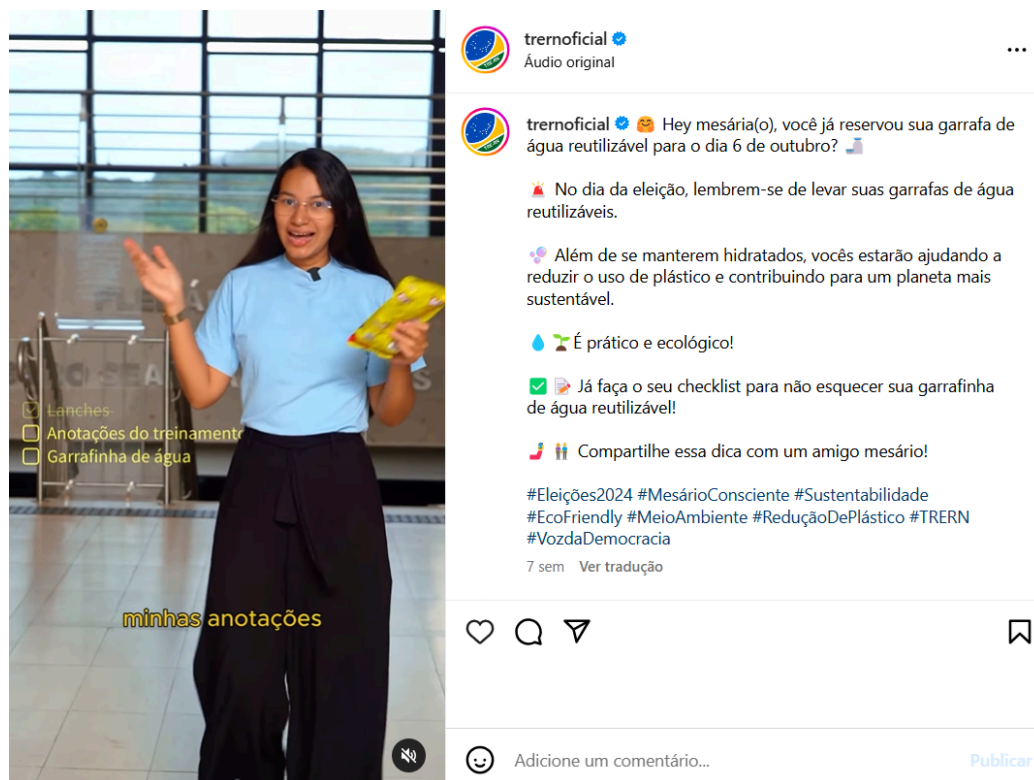 Lanches
Anotações do treinamento
Garrafinha de água
minhas anotações
trernoficial
Áudio original
trernoficial 🤗 Hey mesária(o), você já reservou sua garrafa de
água reutilizável para o dia 6 de outubro?
🚨 No dia da eleição, lembrem-se de levar suas garrafas de água
reutilizáveis.
🫧 Além de se manterem hidratados, vocês estarão ajudando a
reduzir o uso de plástico e contribuindo para um planeta mais
sustentável.
💧 🌱É prático e ecológico!
✅ 📝 Já faça o seu checklist para não esquecer sua garrafinha
de água reutilizável!
🤳 👫 Compartilhe essa dica com um amigo mesário!
#Eleições2024 #MesárioConsciente #Sustentabilidade
#EcoFriendly #MeioAmbiente #ReduçãoDePlástico #TRERN
#VozdaDemocracia
7 sem Ver tradução
Adicione um comentário...
Publicar